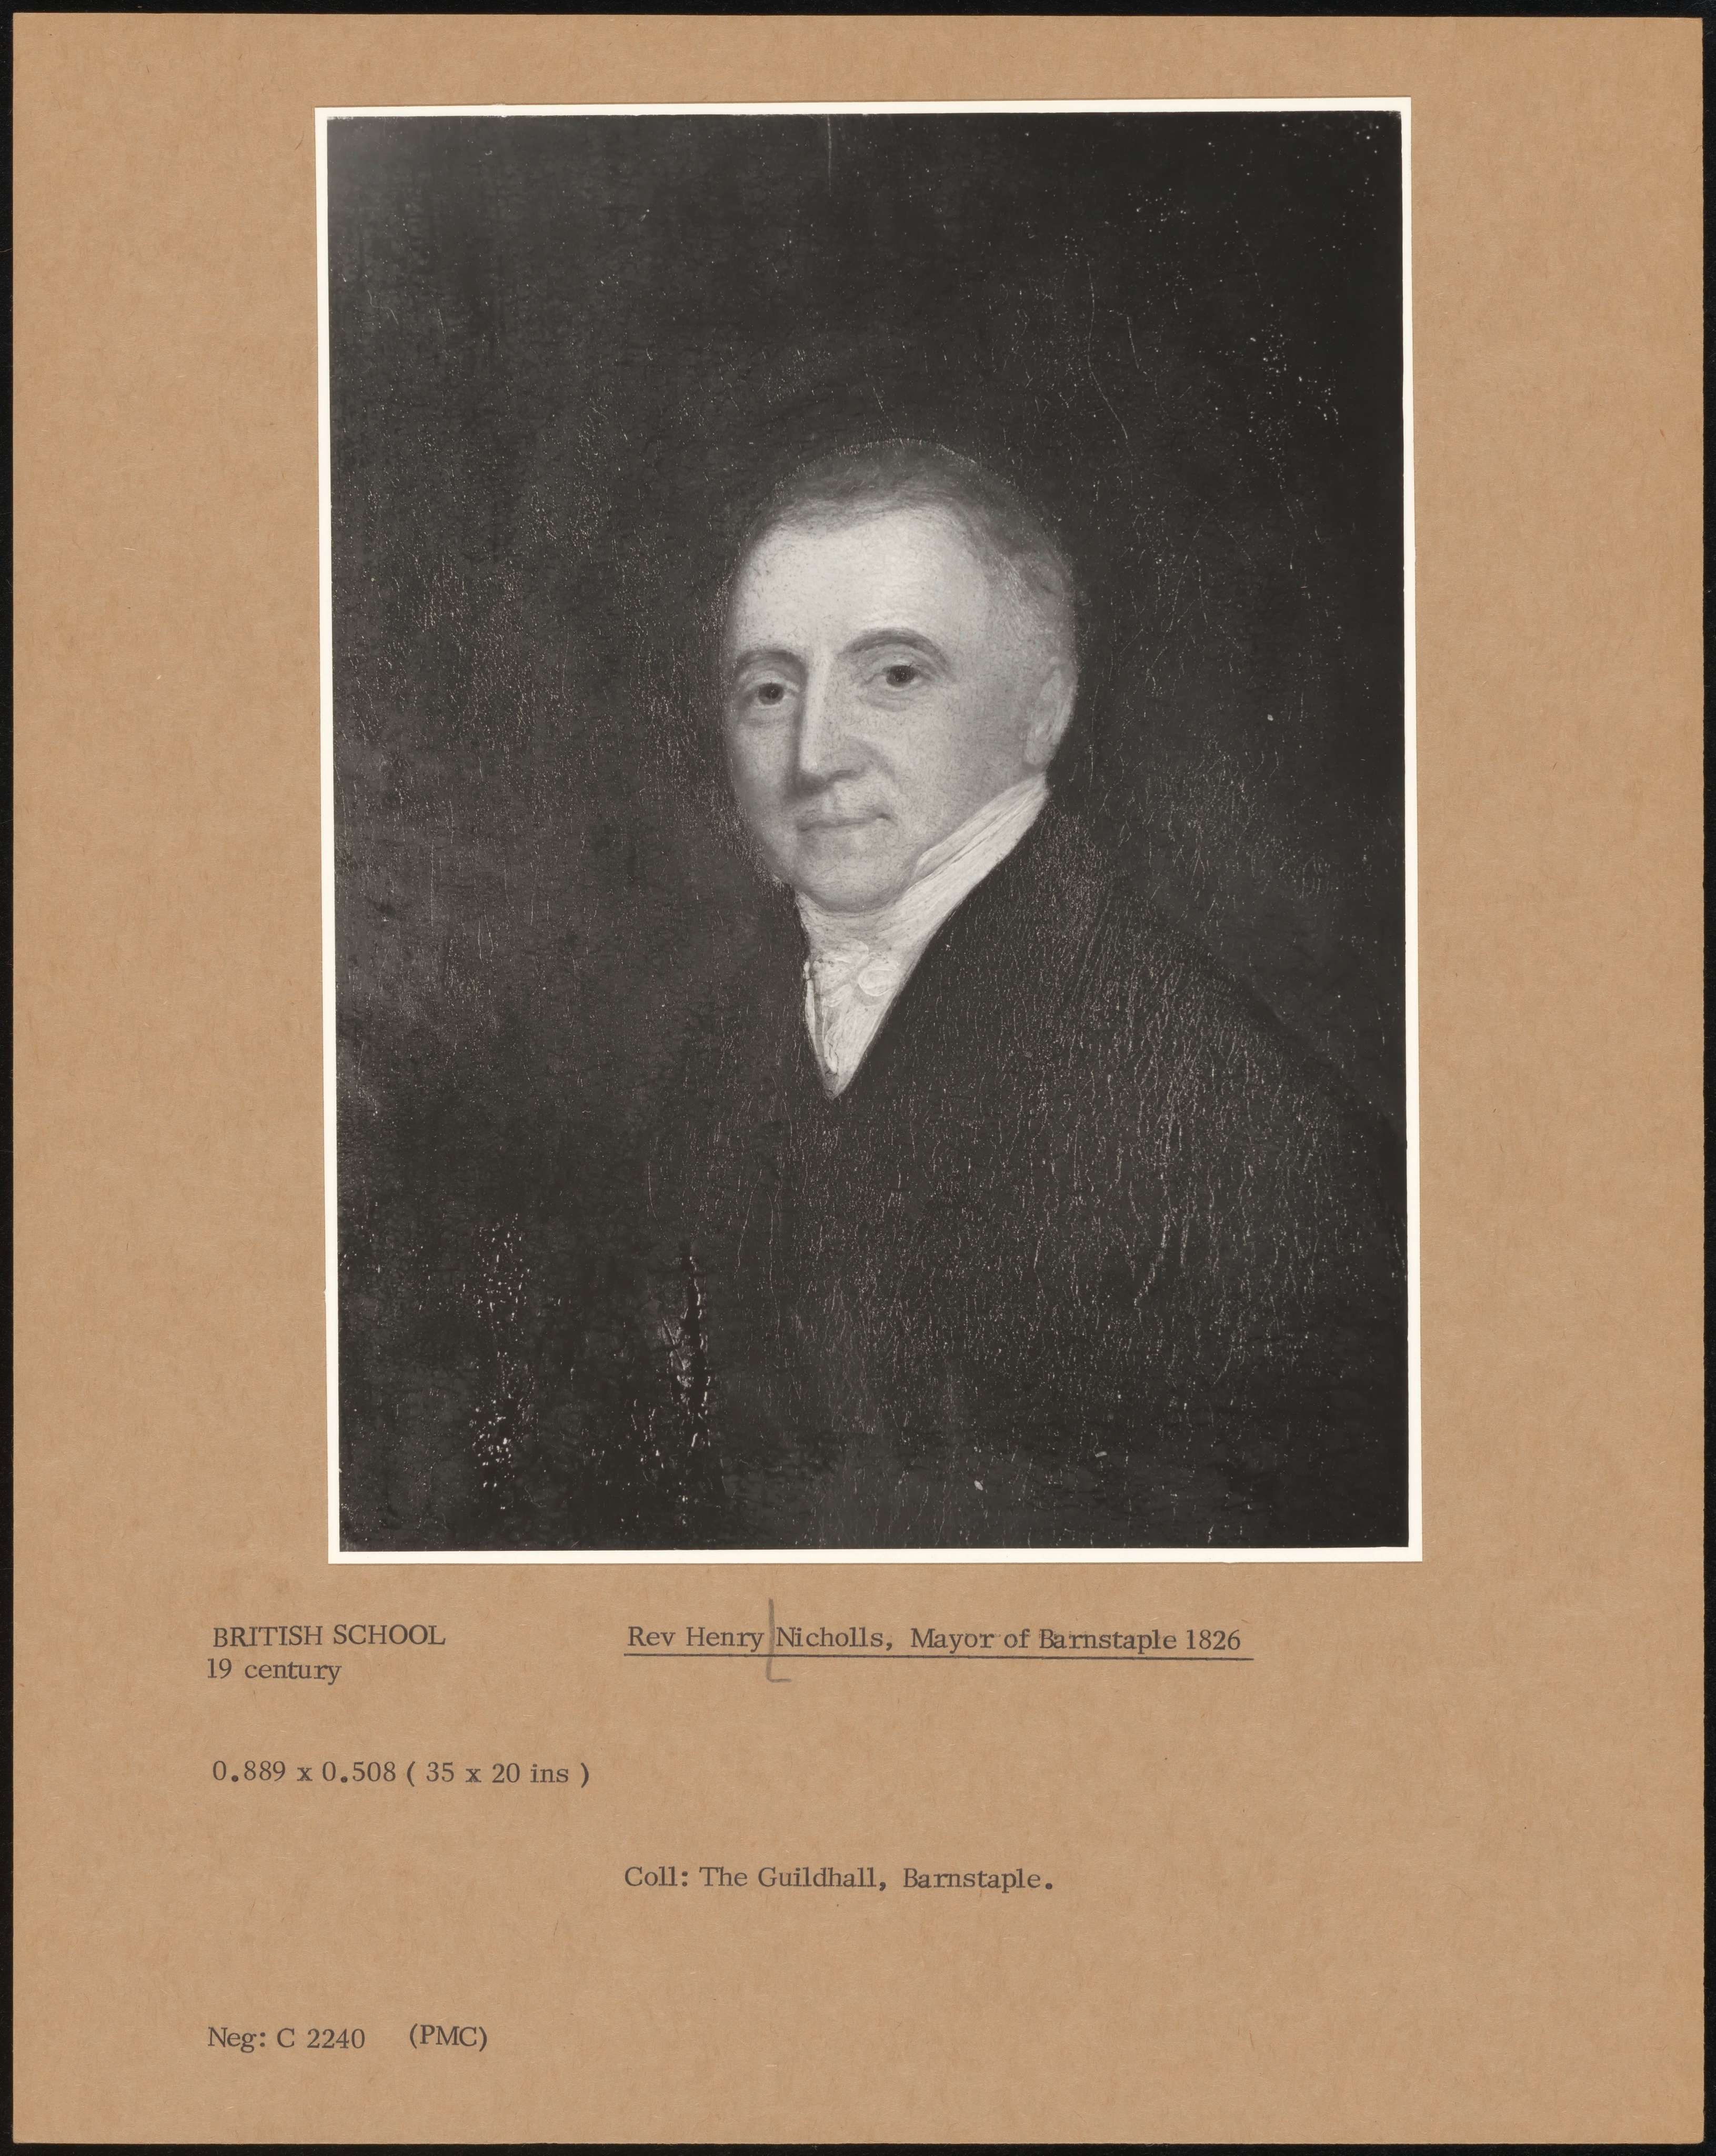 BRITISH SCHOOL
19 century
Rev Henry Nicholls, Mayor of Barnstaple 1826
0.889 x 0.508 ( 35 x 20 ins )
Coll: The Guildhall, Barnstaple.
Neg: C 2240 (PMC)